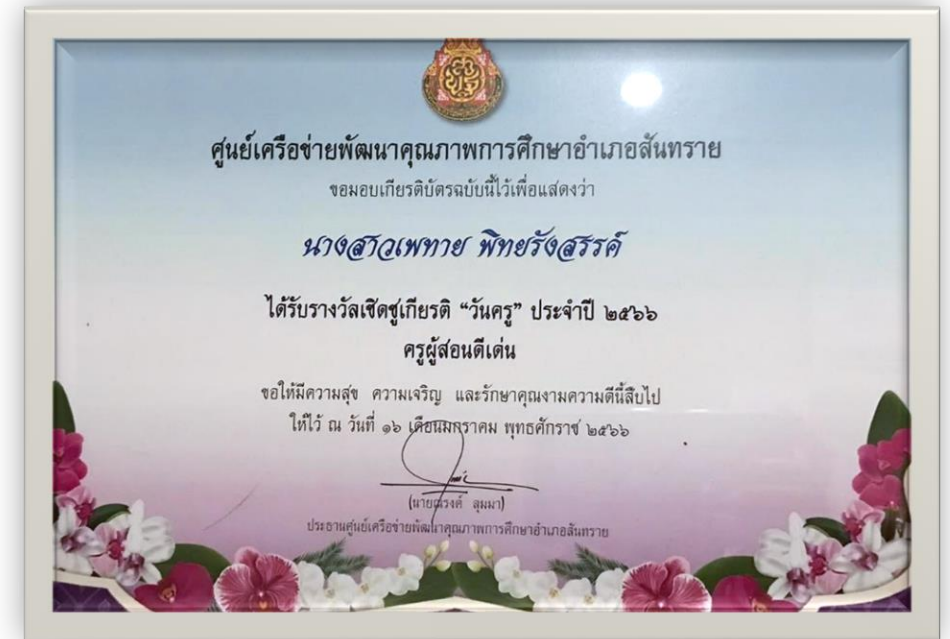 ศูนย์เครือข่ายพัฒนาคุณภาพการศึกษาอำเภอสันทราย
ขอมอบเกียรติบัตรฉบับนี้ไว้เพื่อแสดงว่า
นางสาวเพทาย พิทยรังสรรค์
ได้รับรางวัลเชิดชูเกียรติ “วันครู” ประจำปี ๒๕๖๖
ครูผู้สอนดีเด่น
ขอให้มีความสุข ความเจริญ และรักษาคุณงามความดีนี้สืบไป
ให้ไว้ ณ วันที่ ๑๖ เดือนมกราคม พุทธศักราช ๒๕๖๖
(นายณรงค์ ลุมมา)
ประธานศูนย์เครือข่ายพัฒนาคุณภาพการศึกษาอำเภอสันทราย